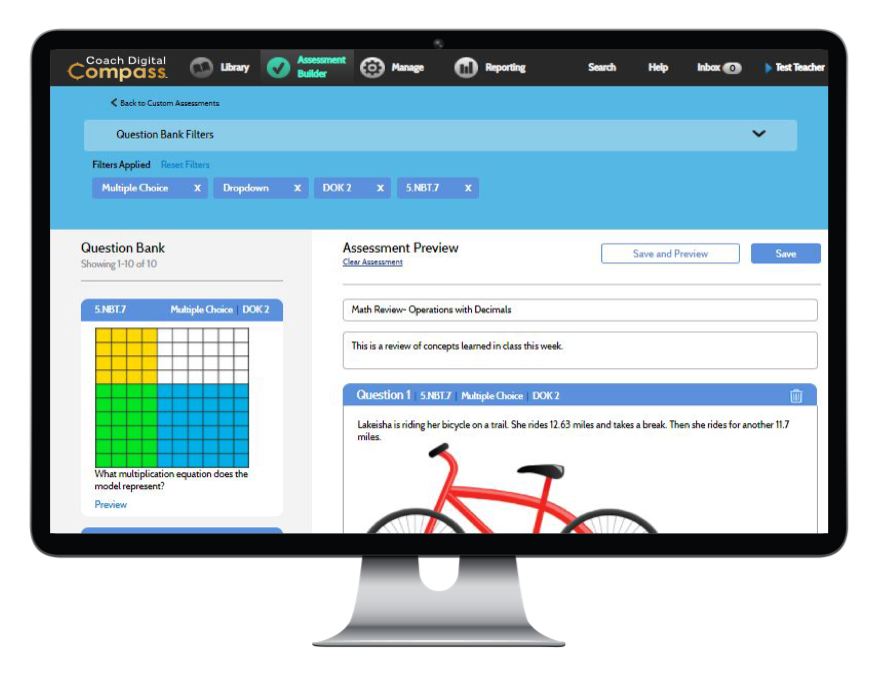 Coach Digital
Compass
Library
Assessment
Builder
Manage
Reporting
Search
Help
Inbox 0
Test Teacher
Back to Custom Assessments
Question Bank Filters
Filters Applied Reset Filters
Multiple Choice X
Dropdown X
DOK 2 X
5.NBT.7 X
Question Bank
Showing 1-10 of 10
5.NBT.7 Multiple Choice | DOK 2
What multiplication equation does the
model represent?
Preview
Assessment Preview
Clear Assessment
Save and Preview
Save
Math Review- Operations with Decimals
This is a review of concepts learned in class this week.
Question 1 | 5.NBT.7 | Multiple Choice | DOK 2
Lakeisha is riding her bicycle on a trail. She rides 12.63 miles and takes a break. Then she rides for another 11.7
miles.